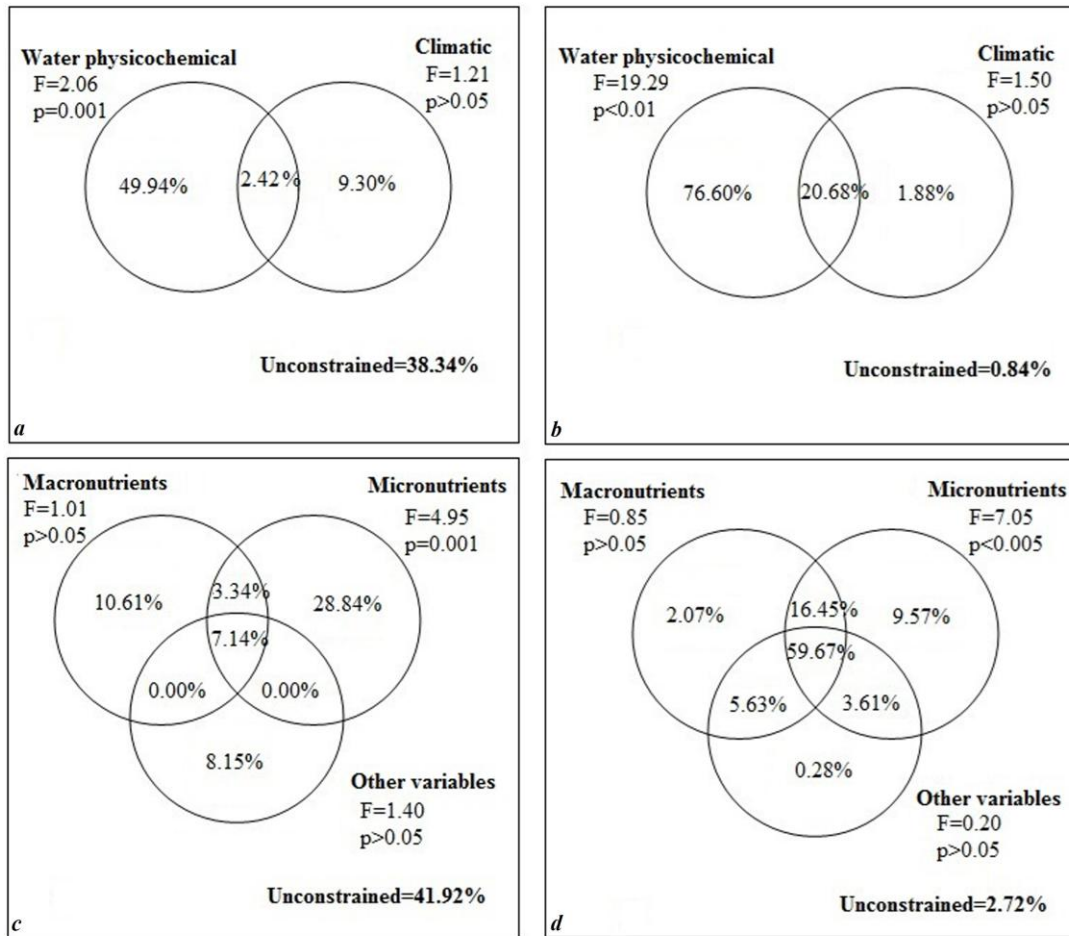 Water physicochemical
F=2.06
p=0.001
Climatic
F=1.21
p>0.05
49.94%
2.42%
9.30%
Unconstrained=38.34%
a
Water physicochemical
F=19.29
p<0.01
Climatic
F=1.50
p>0.05
76.60%
20.68%
1.88%
Unconstrained=0.84%
b
Macronutrients
F=1.01
p>0.05
Micronutrients
F=4.95
p=0.001
10.61%
3.34%
28.84%
7.14%
0.00%
0.00%
8.15%
Other variables
F=1.40
p>0.05
Unconstrained=41.92%
c
Macronutrients
F=0.85
p>0.05
Micronutrients
F=7.05
p<0.005
2.07%
16.45%
9.57%
59.67%
5.63%
3.61%
0.28%
Other variables
F=0.20
p>0.05
Unconstrained=2.72%
d